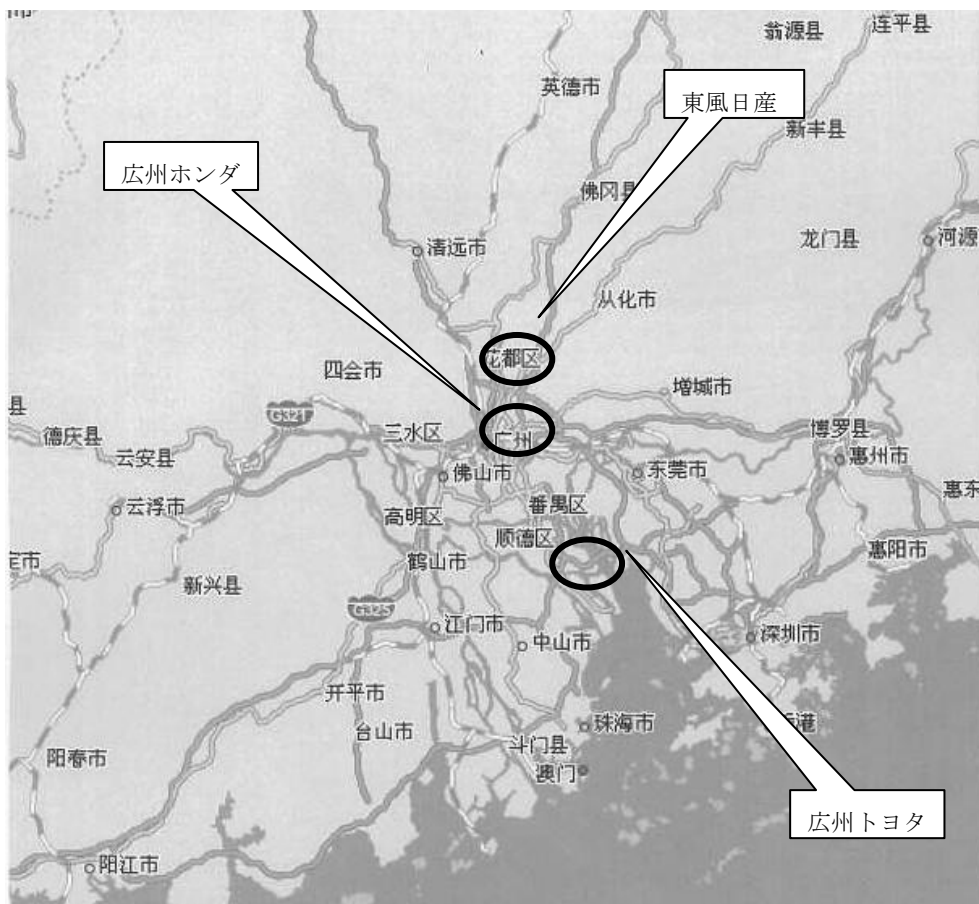 翁源县
连平县
英德市
東風日産
新丰县
広州ホンダ
佛冈县
清远市
龙门县
河源
从化市
花都区
四会市
增城市
县
G321
德庆县
三水区
广州
博罗县
云安县
佛山市
东莞市
惠州市
云浮市
高明区
番禺区
惠东
顺德区
鹤山市
惠阳市
新兴县
G325
江门市
中山市
深圳市
开平市
台山市
珠海市
港
斗门县
阳春市
澳门
広州トヨタ
阳江市